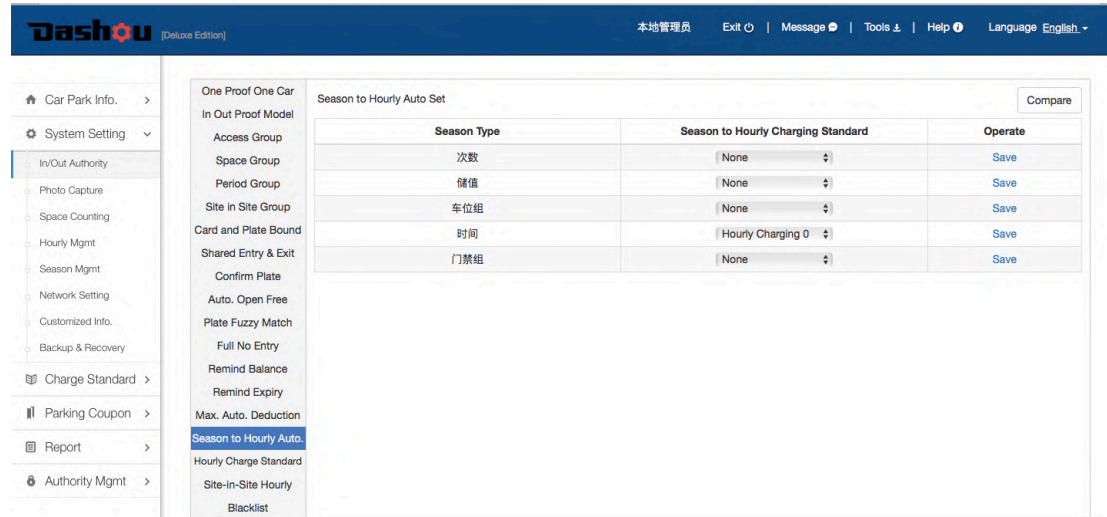 Dashou [Deluxe Edition] 本地管理员 Exit | Message | Tools | Help Language English
Car Park Info.
System Setting
In/Out Authority
Photo Capture
Space Counting
Hourly Mgmt
Season Mgmt
Network Setting
Customized Info.
Backup & Recovery
Charge Standard
Parking Coupon
Report
Authority Mgmt
One Proof One Car
In Out Proof Model
Access Group
Space Group
Period Group
Site in Site Group
Card and Plate Bound
Shared Entry & Exit
Confirm Plate
Auto. Open Free
Plate Fuzzy Match
Full No Entry
Remind Balance
Remind Expiry
Max. Auto. Deduction
Season to Hourly Auto.
Hourly Charge Standard
Site-in-Site Hourly
Blacklist
Season to Hourly Auto Set Compare
Season Type Season to Hourly Charging Standard Operate
次数 None Save
储值 None Save
车位组 None Save
时间 Hourly Charging 0 Save
门禁组 None Save